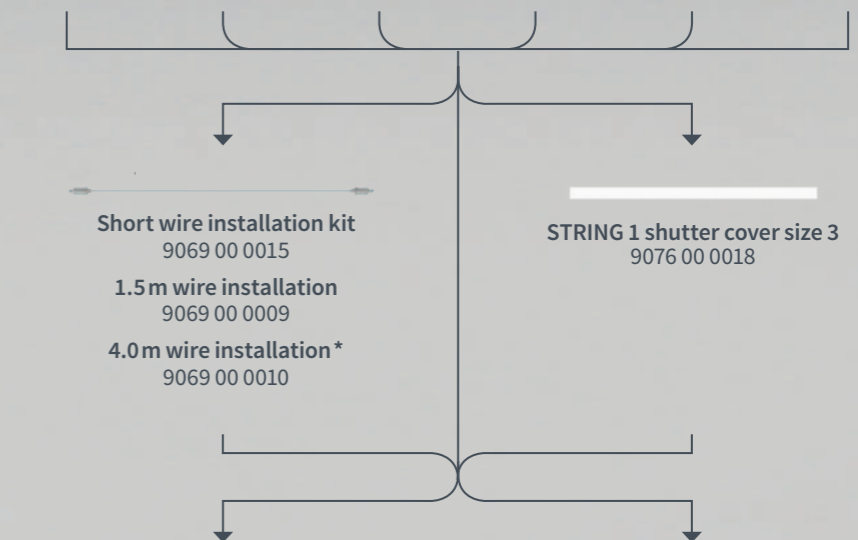 Short wire installation kit
9069 00 0015
1.5 m wire installation
9069 00 0009
4.0 m wire installation *
9069 00 0010
STRING 1 shutter cover size 3
9076 00 0018